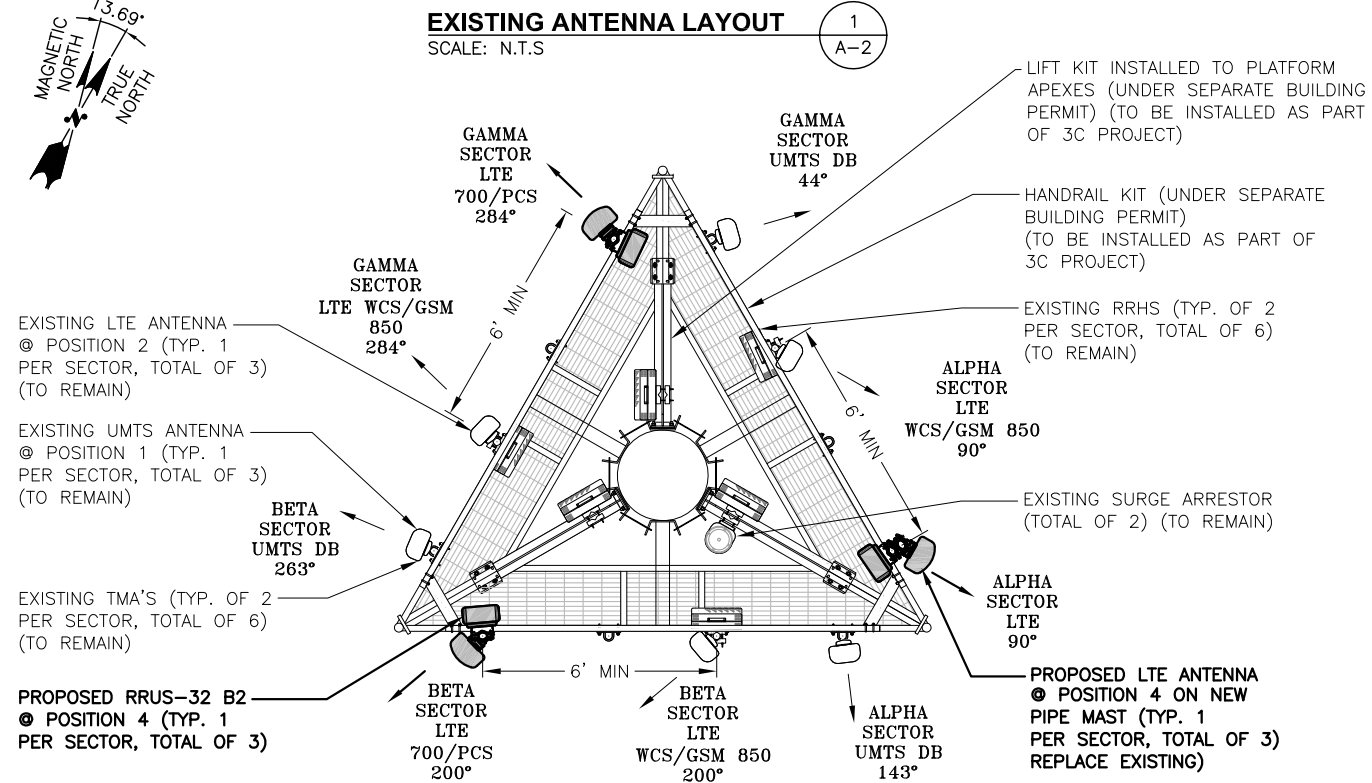 EXISTING ANTENNA LAYOUT
SCALE: N.T.S
1
A-2
13.69°
MAGNETIC
NORTH
TRUE
NORTH
N
GAMMA
SECTOR
LTE
700/PCS
284°
GAMMA
SECTOR
UMTS DB
44°
LIFT KIT INSTALLED TO PLATFORM
APEXES (UNDER SEPARATE BUILDING
PERMIT) (TO BE INSTALLED AS PART
OF 3C PROJECT)
HANDRAIL KIT (UNDER SEPARATE
BUILDING PERMIT)
(TO BE INSTALLED AS PART OF
3C PROJECT)
GAMMA
SECTOR
LTE WCS/GSM
850
284°
6' MIN
EXISTING RRHS (TYP. OF 2
PER SECTOR, TOTAL OF 6)
(TO REMAIN)
EXISTING LTE ANTENNA
@ POSITION 2 (TYP. 1
PER SECTOR, TOTAL OF 3)
(TO REMAIN)
ALPHA
SECTOR
LTE
WCS/GSM 850
90°
6' MIN
EXISTING UMTS ANTENNA
@ POSITION 1 (TYP. 1
PER SECTOR, TOTAL OF 3)
(TO REMAIN)
BETA
SECTOR
UMTS DB
263°
EXISTING SURGE ARRESTOR
(TOTAL OF 2) (TO REMAIN)
EXISTING TMA'S (TYP. OF 2
PER SECTOR, TOTAL OF 6)
(TO REMAIN)
ALPHA
SECTOR
LTE
90°
PROPOSED RRUS-32 B2
@ POSITION 4 (TYP. 1
PER SECTOR, TOTAL OF 3)
6' MIN
BETA
SECTOR
LTE
700/PCS
200°
BETA
SECTOR
LTE
WCS/GSM 850
200°
ALPHA
SECTOR
UMTS DB
143°
PROPOSED LTE ANTENNA
@ POSITION 4 ON NEW
PIPE MAST (TYP. 1
PER SECTOR, TOTAL OF 3)
REPLACE EXISTING)